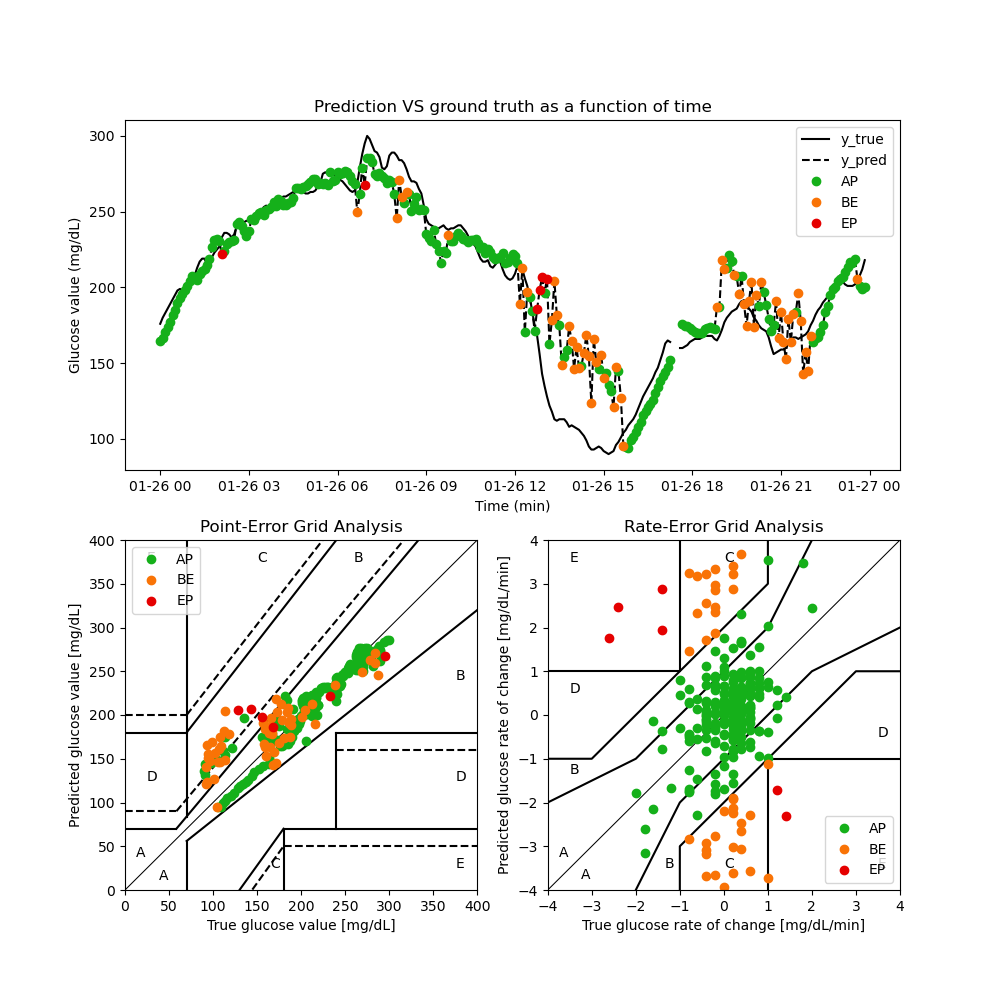 Prediction VS ground truth as a function of time
Glucose value (mg/dL)
300
250
200
150
100
y_true
y_pred
AP
BE
EP
01-26 00
01-26 03
01-26 06
01-26 09
01-26 12
01-26 15
01-26 18
01-26 21
01-27 00
Time (min)
Point-Error Grid Analysis
Predicted glucose value [mg/dL]
400
350
300
250
200
150
100
50
0
AP
BE
EP
C
B
B
D
D
A
A
C
E
0
50
100
150
200
250
300
350
400
True glucose value [mg/dL]
Rate-Error Grid Analysis
Predicted glucose rate of change [mg/dL/min]
4
3
2
1
0
−1
−2
−3
−4
E
C
D
D
B
A
A
B
C
AP
BE
EP
−4
−3
−2
−1
0
1
2
3
4
True glucose rate of change [mg/dL/min]